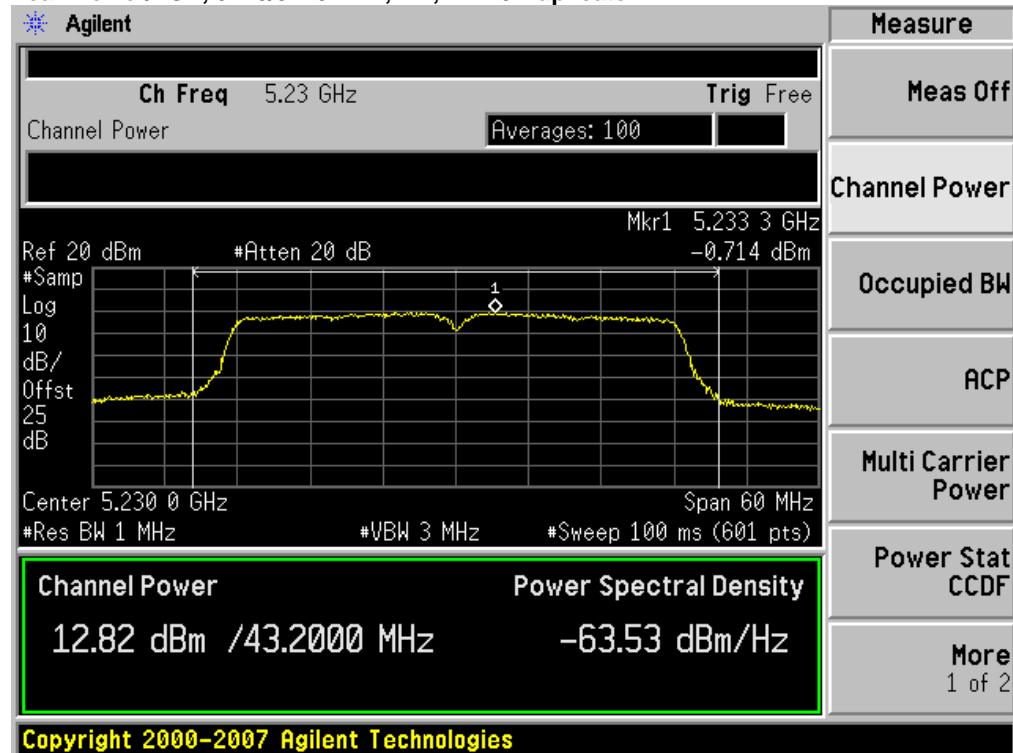 Agilent
Measure
Ch Freq 5.23 GHz
Trig Free
Channel Power
Averages: 100
Mkr1 5.233 3 GHz
Ref 20 dBm
#Atten 20 dB
-0.714 dBm
#Samp
Log
10
dB/
Offst
25
dB
1
Center 5.230 0 GHz
Span 60 MHz
#Res BW 1 MHz
#VBW 3 MHz
#Sweep 100 ms (601 pts)
Channel Power
Power Spectral Density
12.82 dBm /43.2000 MHz
-63.53 dBm/Hz
Meas Off
Channel Power
Occupied BW
ACP
Multi Carrier
Power
Power Stat
CCDF
More
1 of 2
Copyright 2000-2007 Agilent Technologies